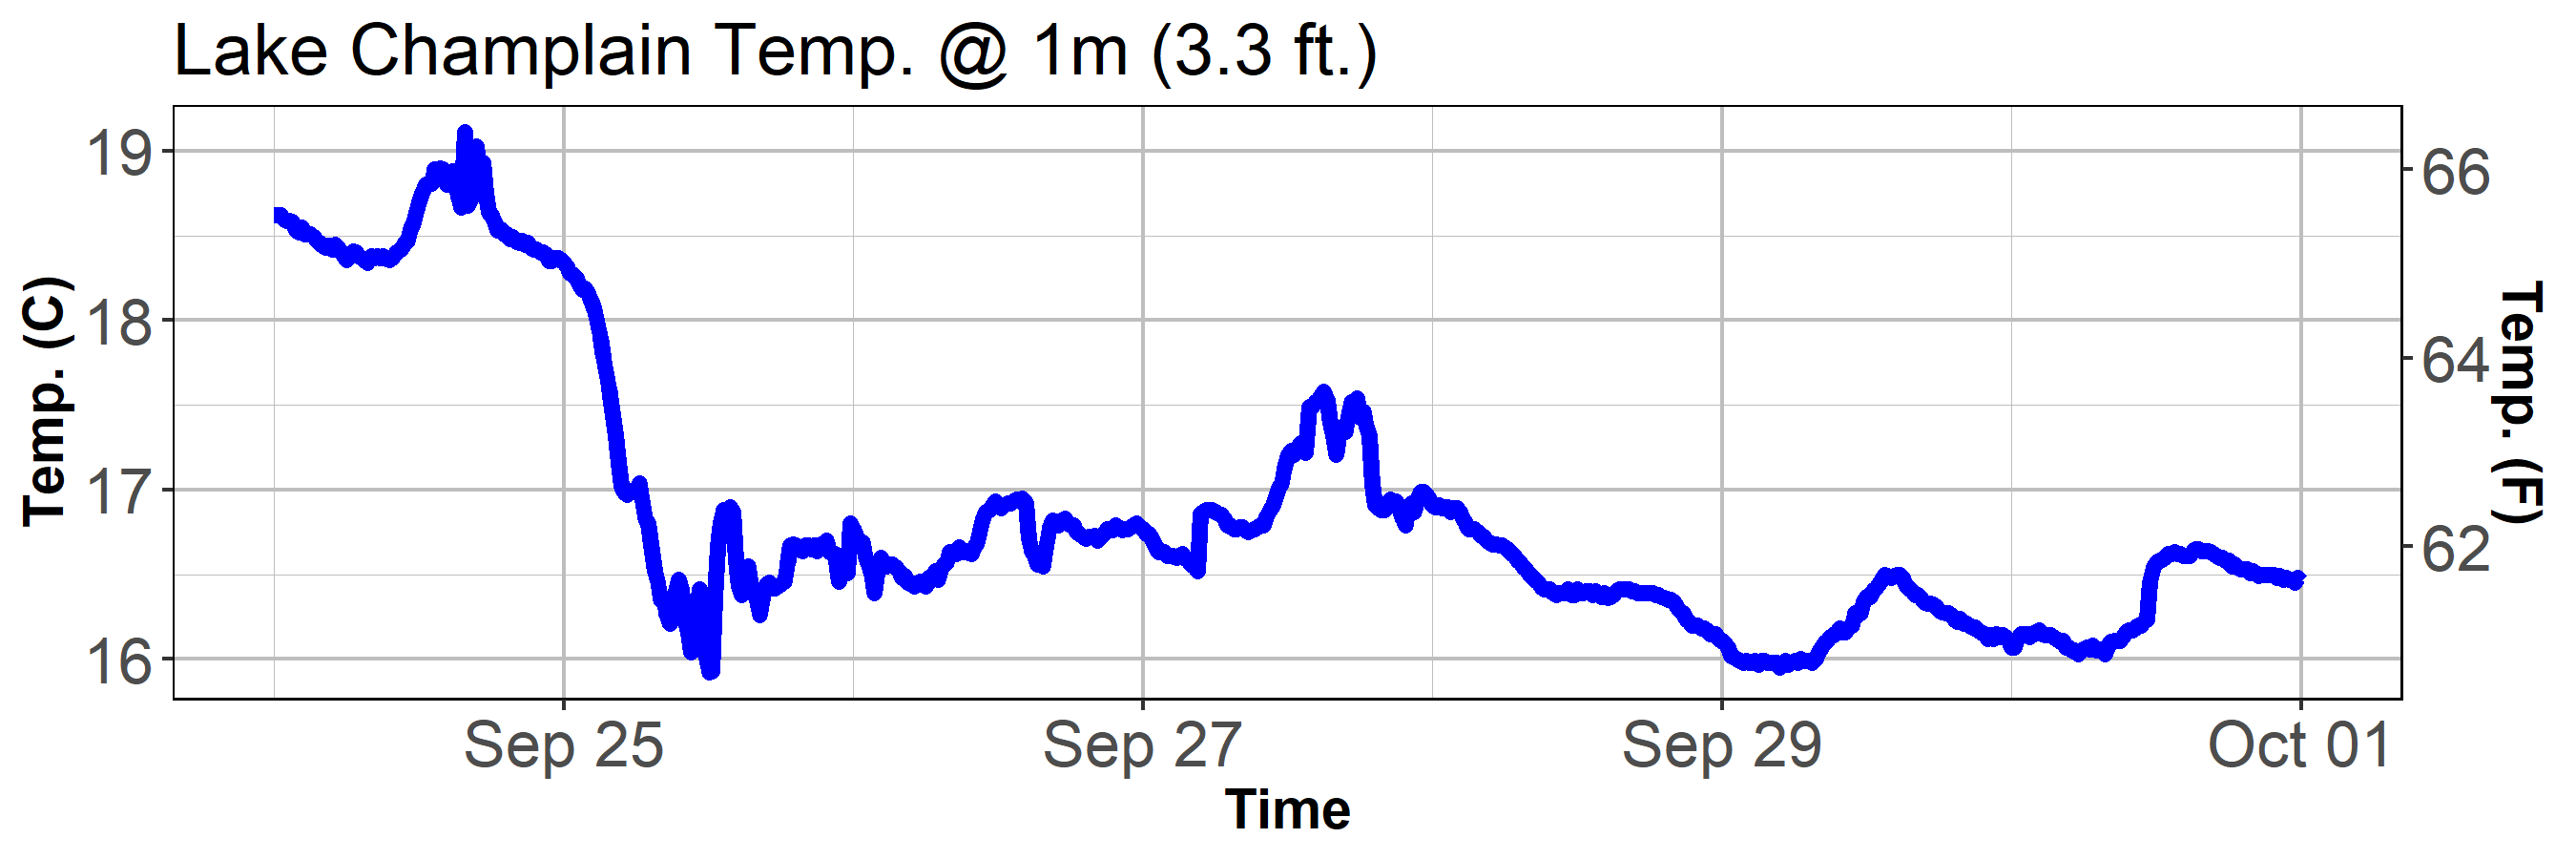 Lake Champlain Temp. @ 1m (3.3 ft.)
Temp. (C)
19
18
17
16
66
64
62
Temp. (F)
Sep 25 Sep 27 Sep 29 Oct 01
Time